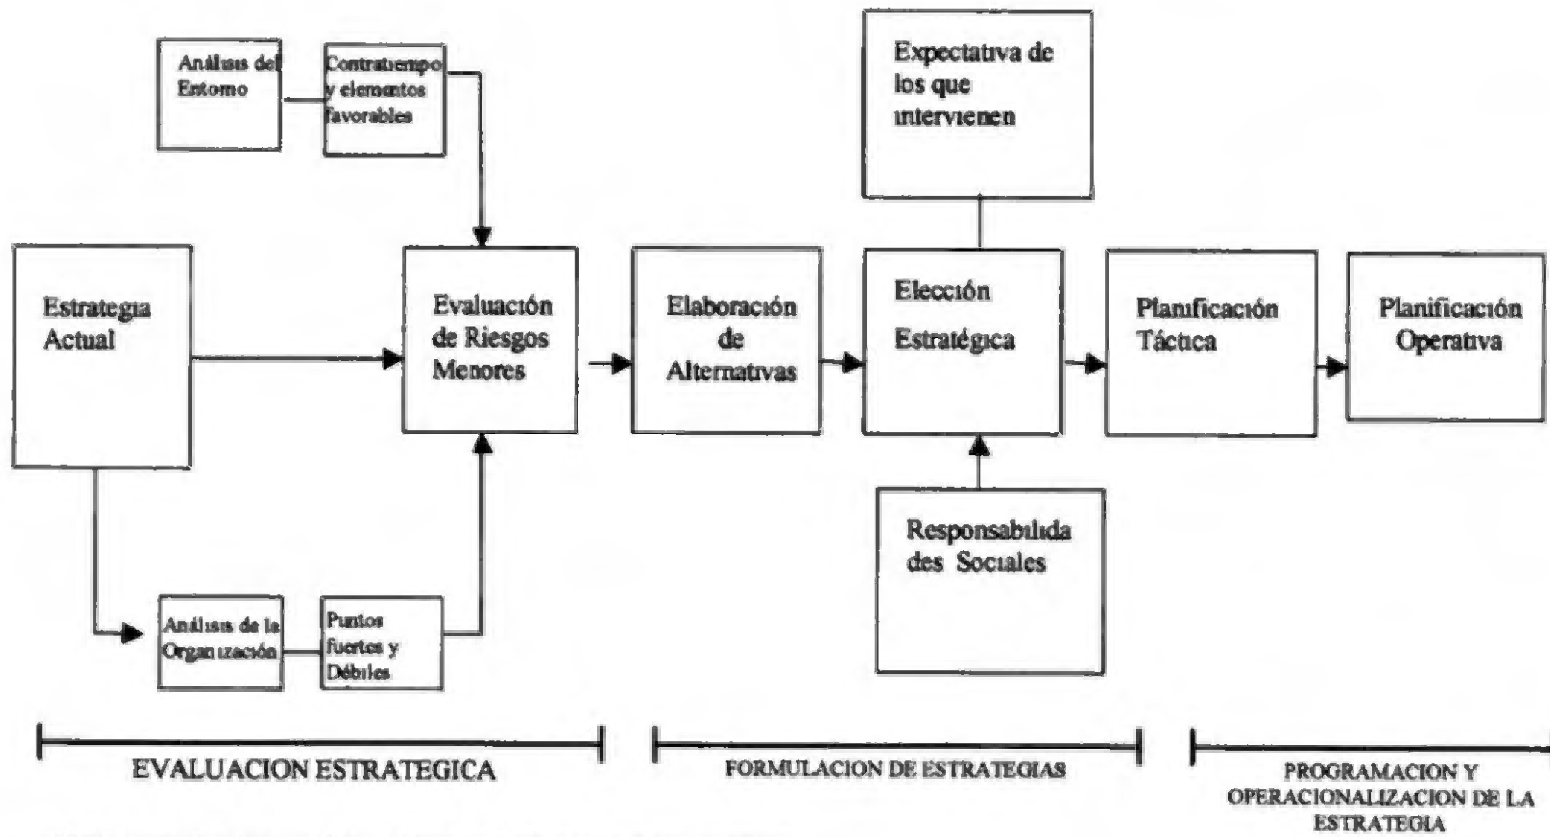 Análisis del
Entorno
Contratiempo
y elementos
favorables
Expectativa de
los que
intervienen
Estrategia
Actual
Evaluación
de Riesgos
Menores
Elaboración
de
Alternativas
Elección
Estratégica
Planificación
Táctica
Planificación
Operativa
Responsabilida
des Sociales
Análisis de la
Organización
Puntos
fuertes y
Débiles
EVALUACION ESTRATEGICA
FORMULACION DE ESTRATEGIAS
PROGRAMACION Y
OPERACIONALIZACION DE LA
ESTRATEGIA